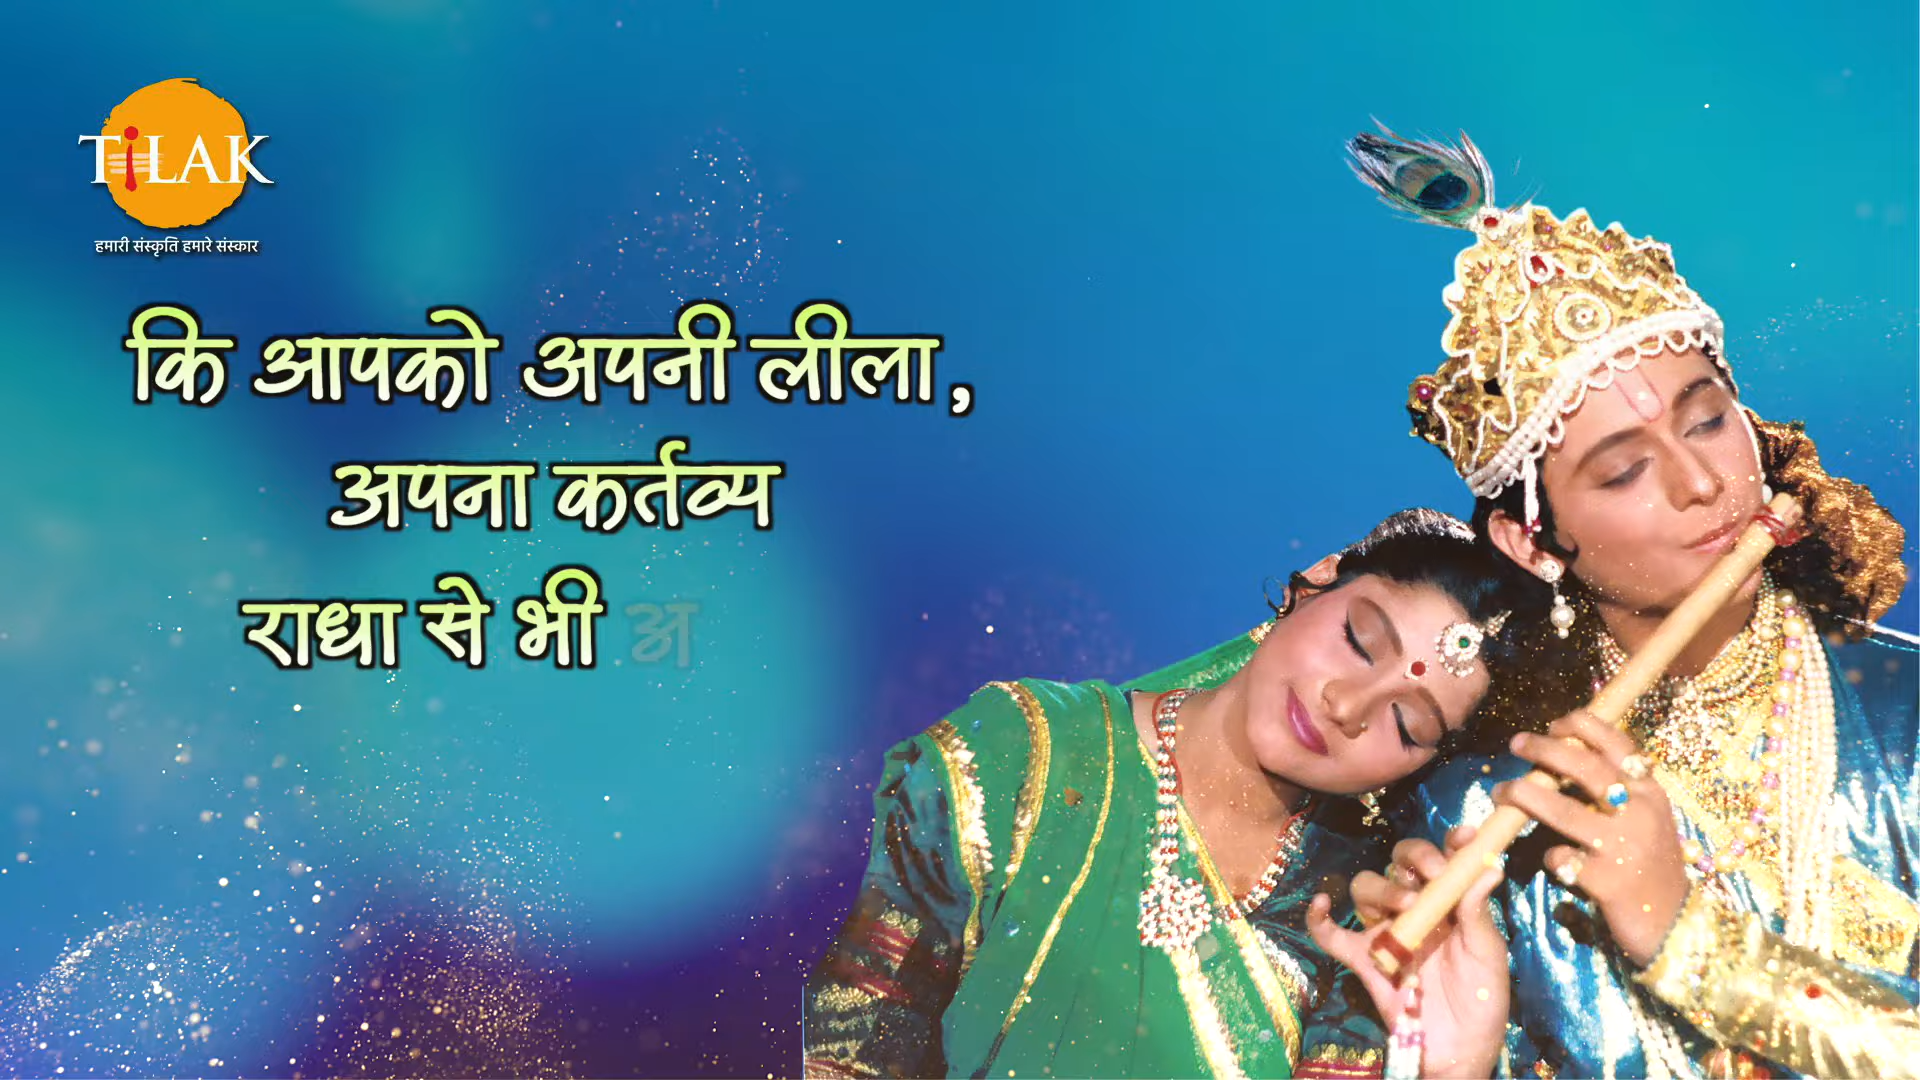 TiLAK
हमारी संस्कृति हमारे संस्कार
कि आपको अपनी लीला,
अपना कर्तव्य
राधा से भी अ